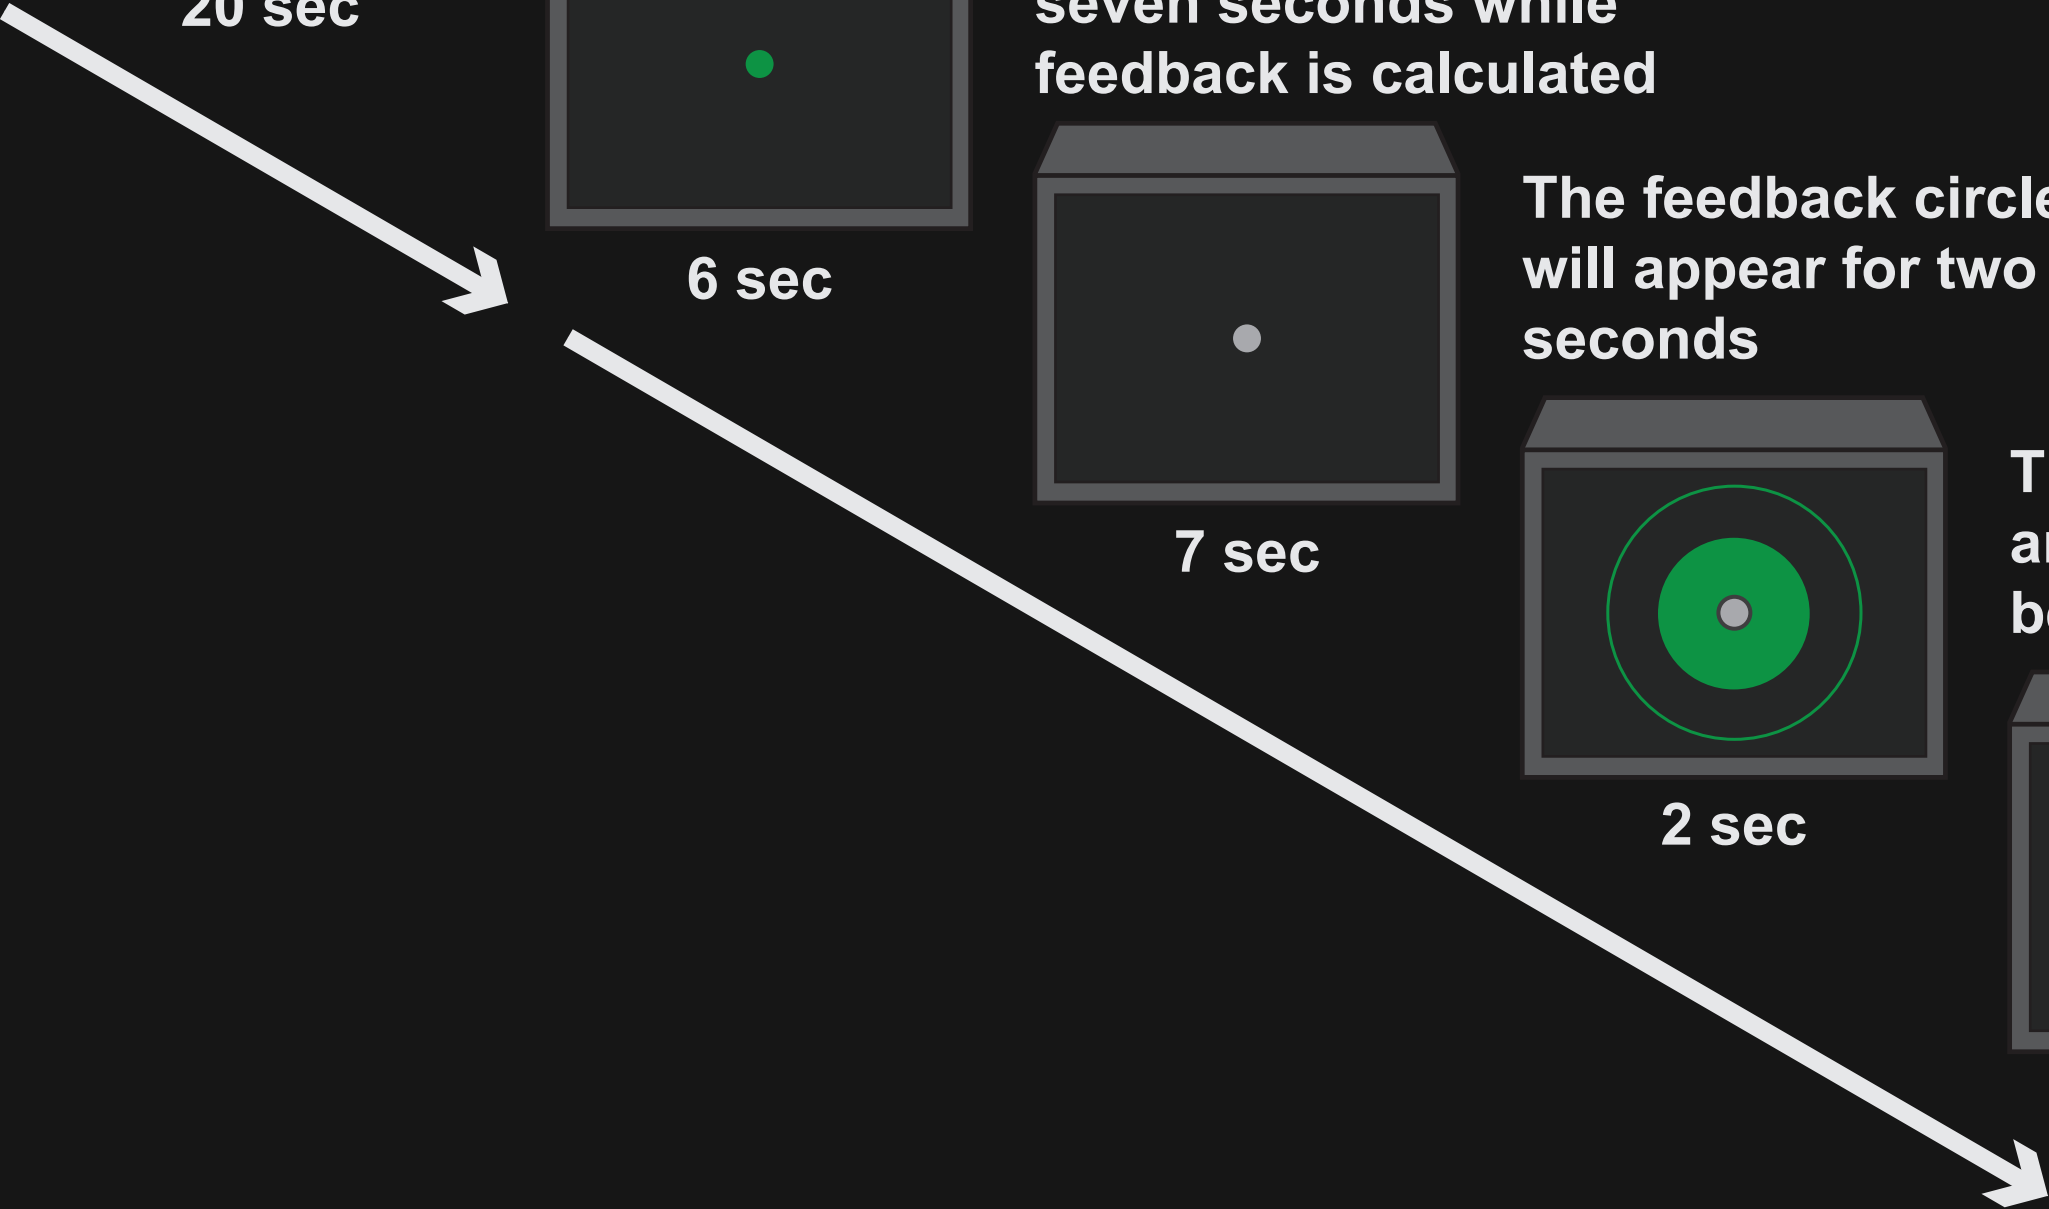 20 sec
seven seconds while
feedback is calculated
6 sec
The feedback circle
will appear for two
seconds
7 sec
2 sec